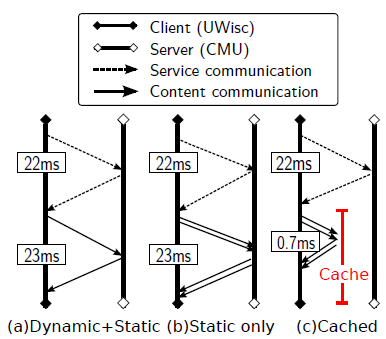 Client (UWisc)
Server (CMU)
Service communication
Content communication
22ms 22ms 22ms
23ms 23ms 0.7ms
Cache
(a)Dynamic+Static (b)Static only (c)Cached